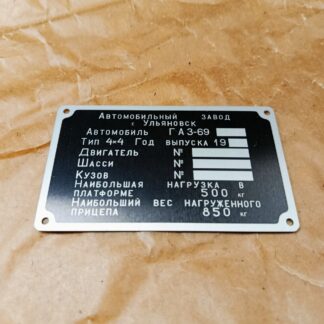 Автомобильный завод
г Ульяновск
Автомобиль ГАЗ-69
Тип 4×4 Год выпуска 19
Двигатель №
Шасси №
Кузов №
Наибольшая нагрузка в
платформе 500 кг
Наибольший вес нагруженного
прицепа 850 кг